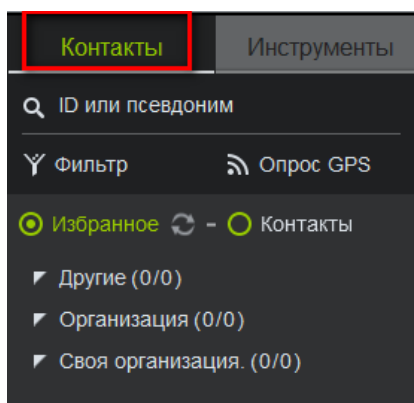 Контакты Инструменты
ID или псевдоним
Фильтр Опрос GPS
Избранное - Контакты
Другие (0/0)
Организация (0/0)
Своя организация. (0/0)